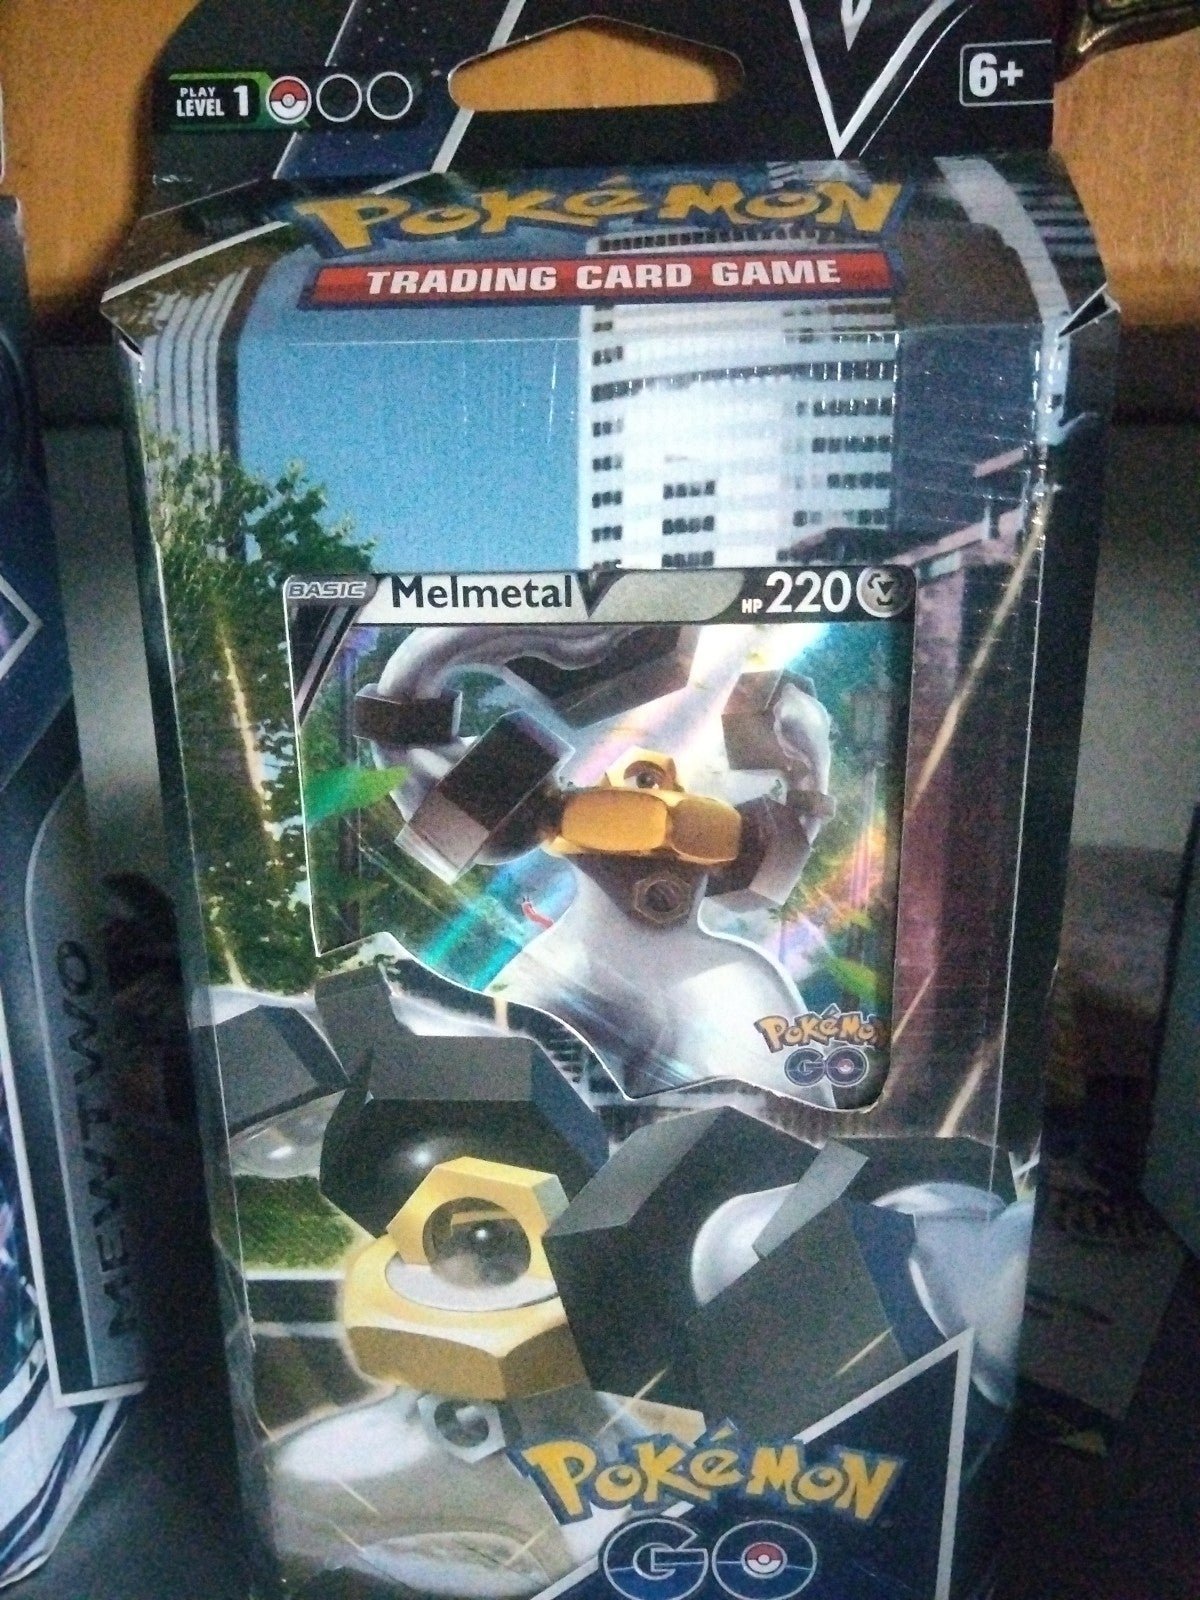 PLAY
LEVEL 1
6+
POKéMON
TRADING CARD GAME
BASIC Melmetal V HP 220
POKéMON
GO
MEWTWO
POKéMON
GO